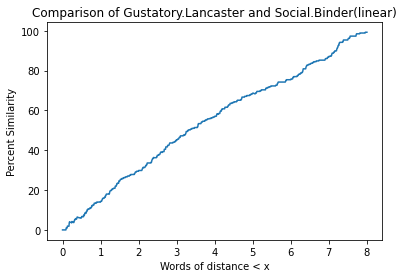 Comparison of Gustatory.Lancaster and Social.Binder(linear)
Percent Similarity
100
80
60
40
20
0
0 1 2 3 4 5 6 7 8
Words of distance < x